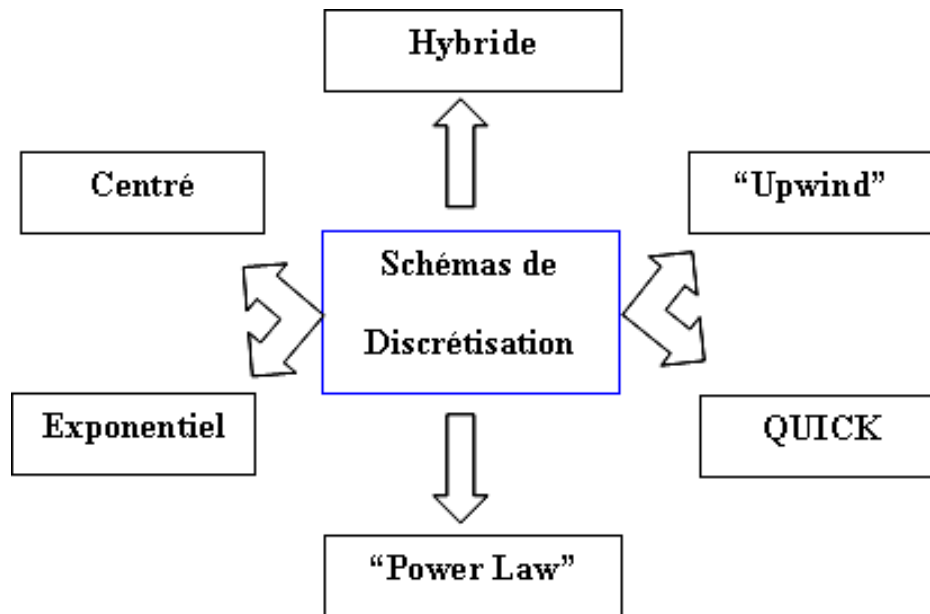 Hybride
Centré
“Upwind”
Schémas de
Discrétisation
Exponentiel
QUICK
“Power Law”